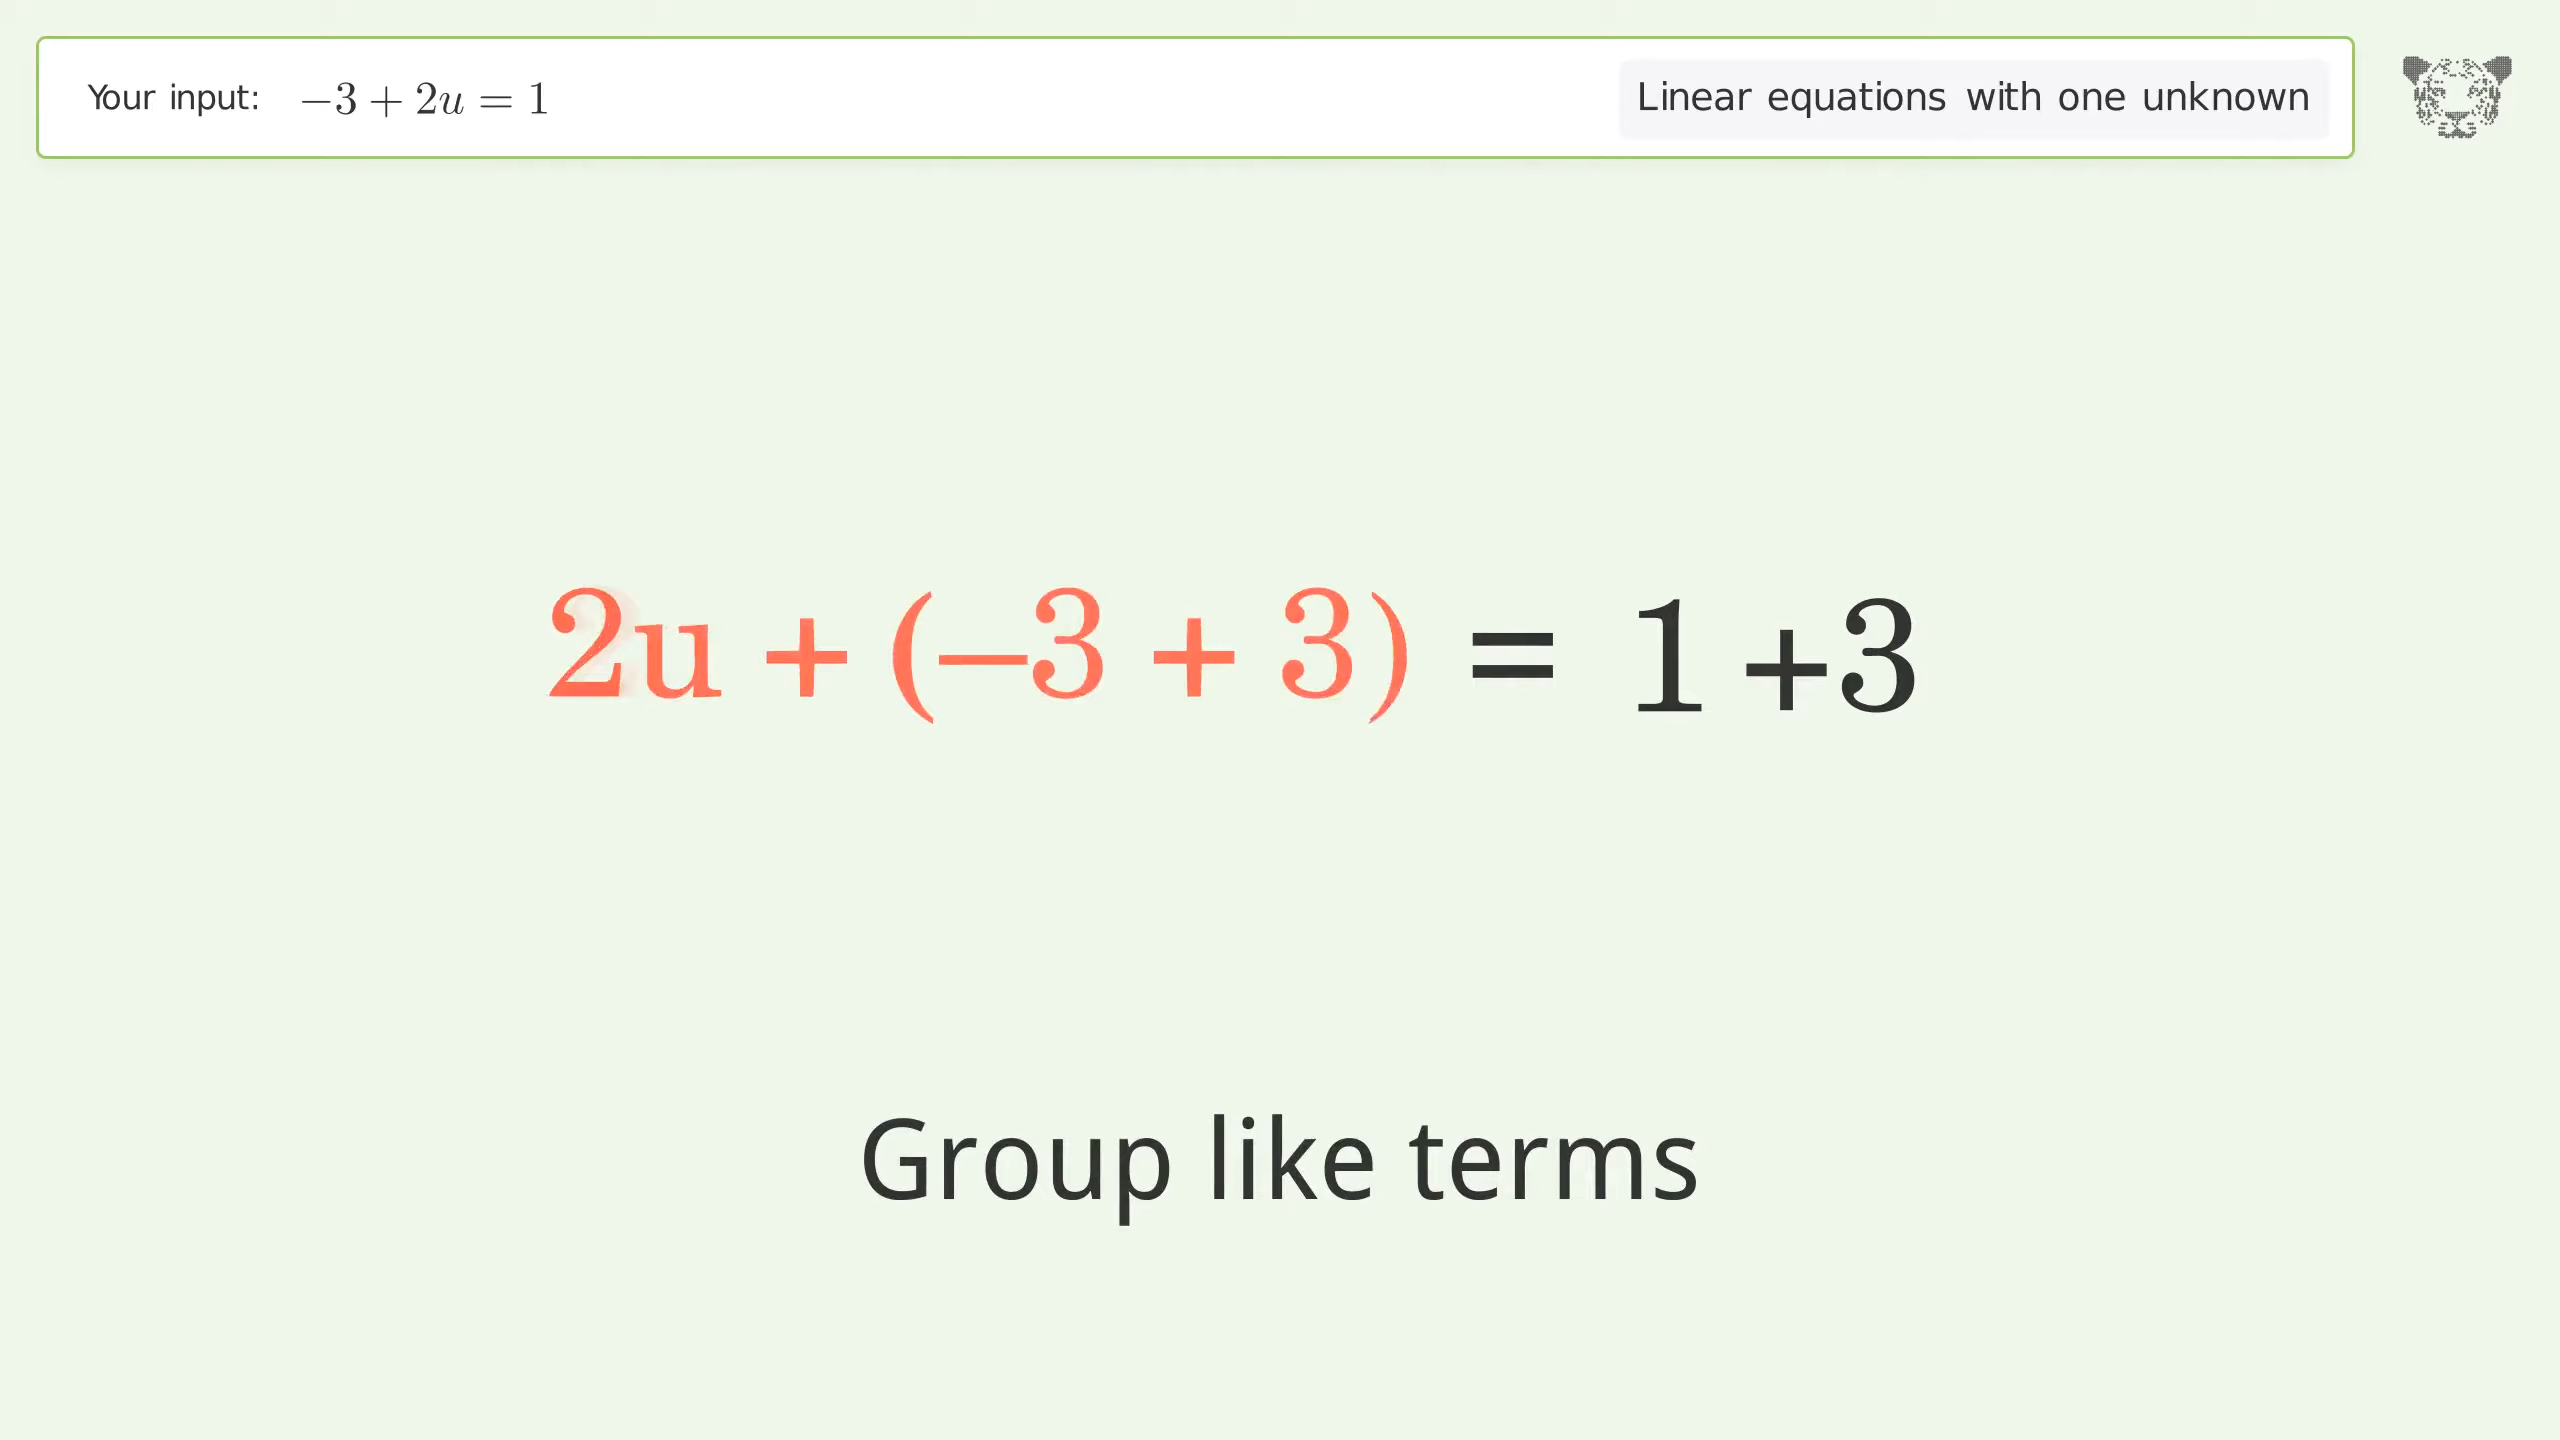 Your input: −3 + 2u = 1
Linear equations with one unknown
2u + (−3 + 3) = 1 +3
Group like terms